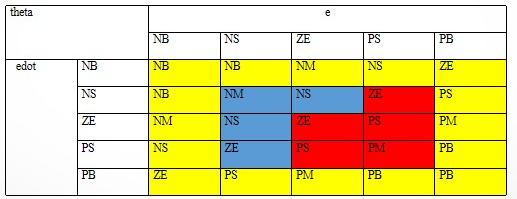 theta e
NB NS ZE PS PB
edot NB NB NB NM NS ZE
NS NB NM NS ZE PS
ZE NM NS ZE PS PM
PS NS ZE PS PM PB
PB ZE PS PM PB PB